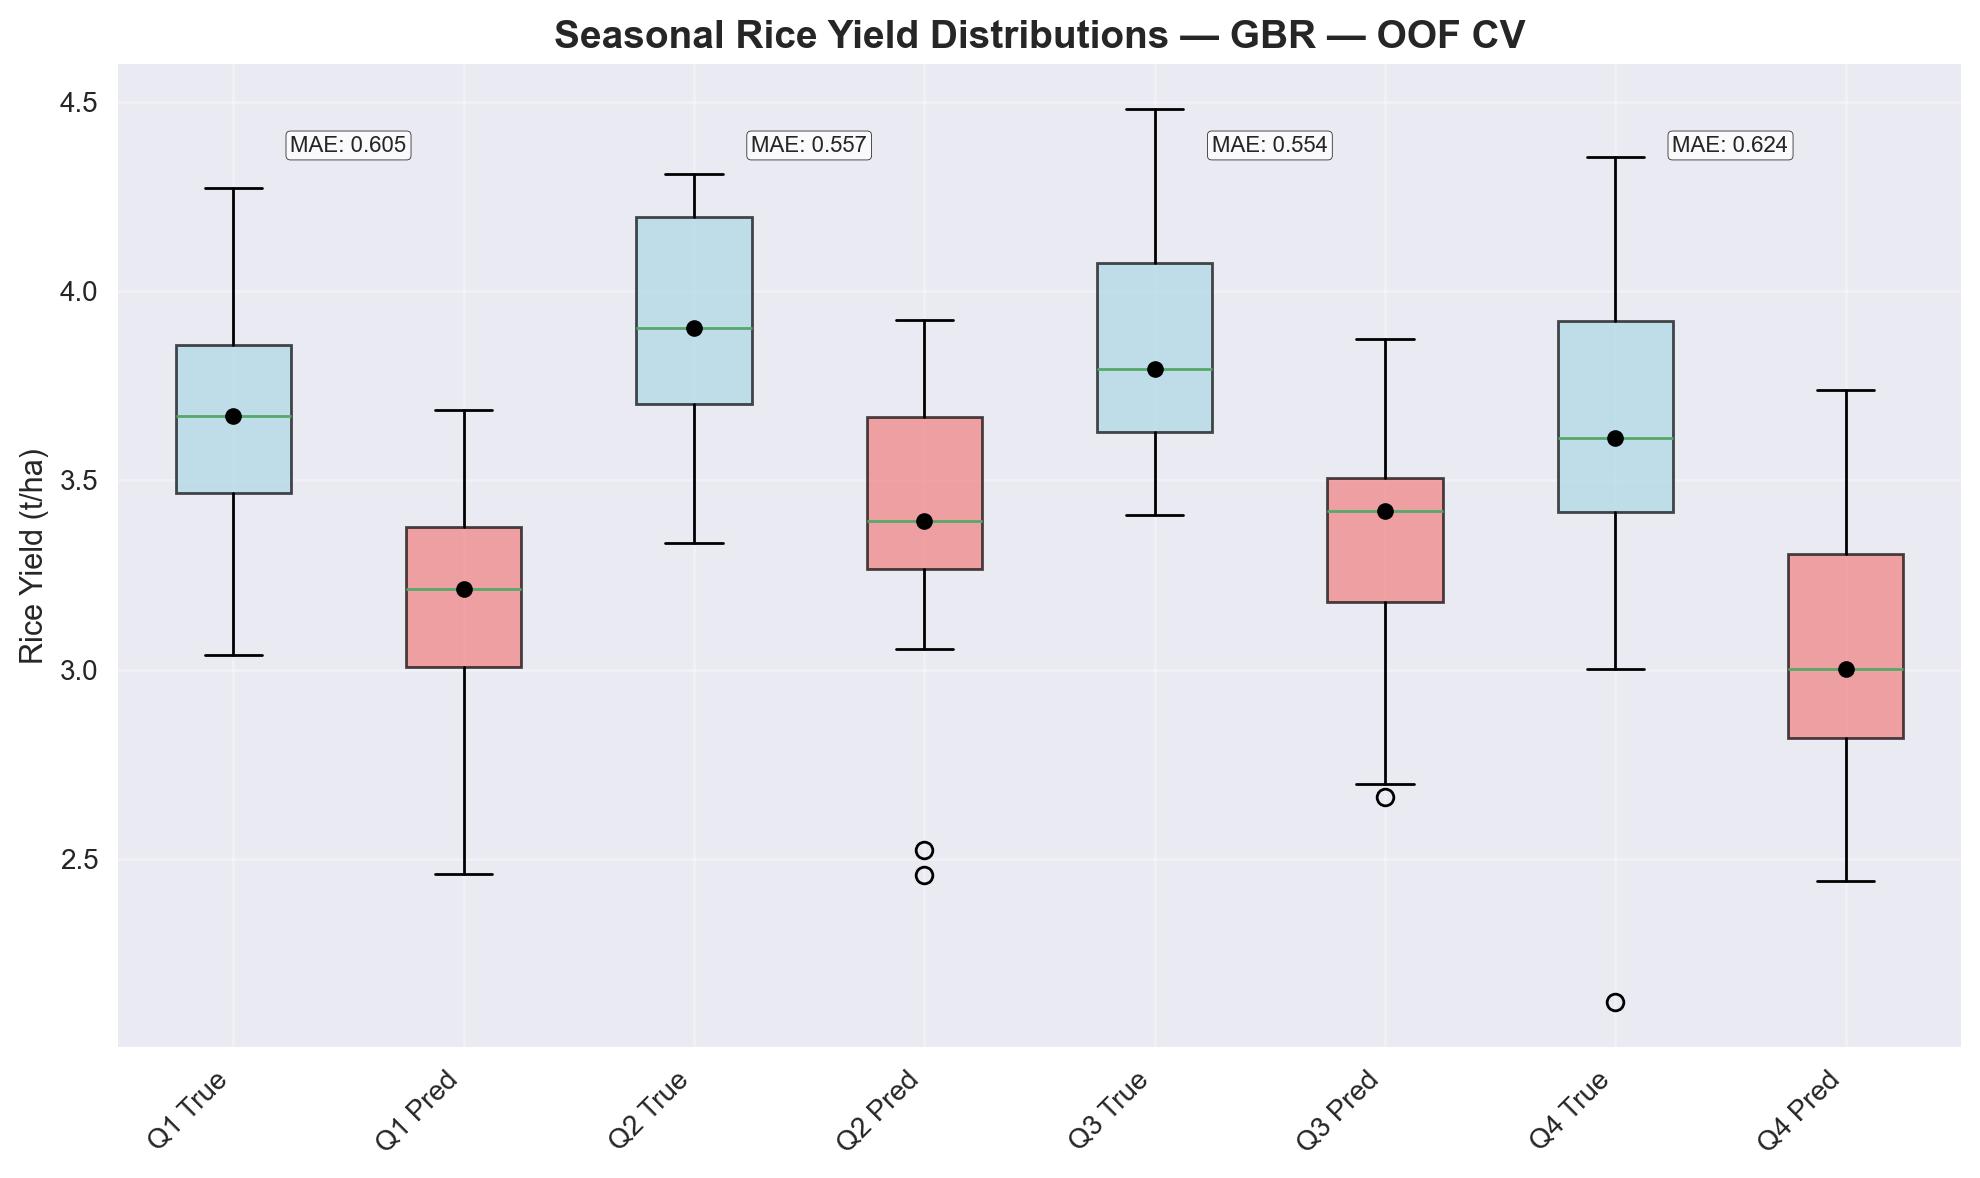 Seasonal Rice Yield Distributions — GBR — OOF CV
Rice Yield (t/ha)
4.5
4.0
3.5
3.0
2.5
MAE: 0.605
MAE: 0.557
MAE: 0.554
MAE: 0.624
Q1 True
Q1 Pred
Q2 True
Q2 Pred
Q3 True
Q3 Pred
Q4 True
Q4 Pred